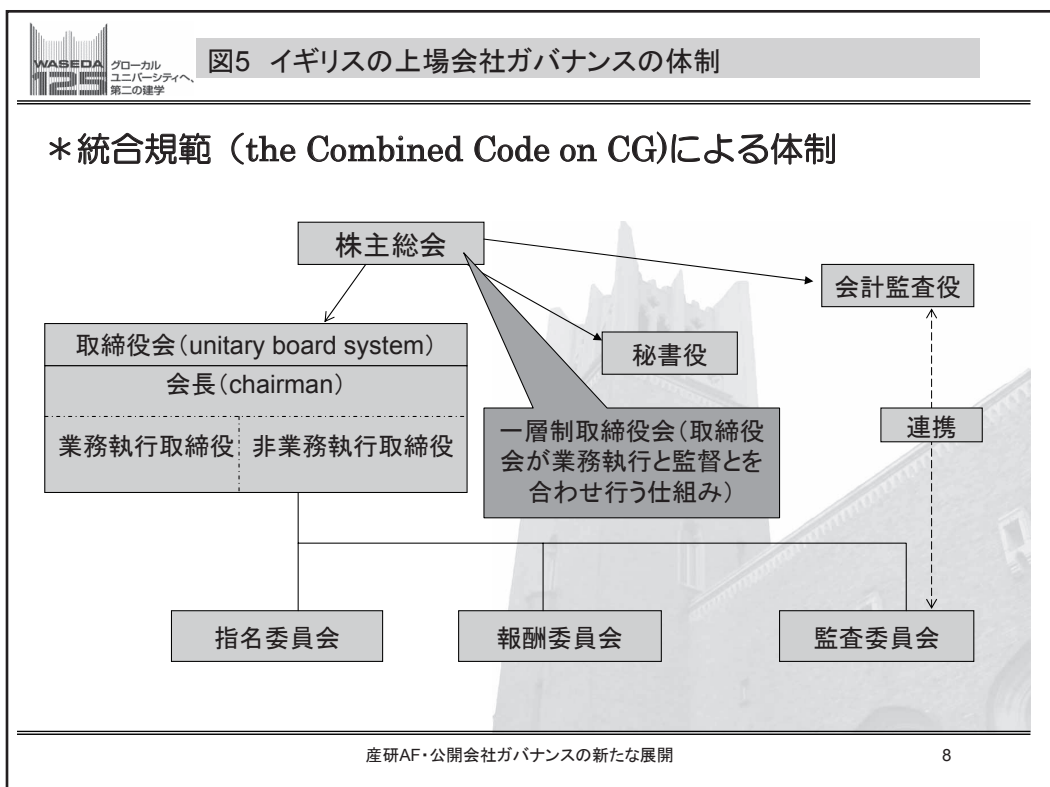 WASEDA
125
グローカル
ユニバーシティへ、
第二の建学
図5 イギリスの上場会社ガバナンスの体制
＊統合規範（the Combined Code on CG)による体制
株主総会
会計監査役
取締役会（unitary board system）
秘書役
会長（chairman）
業務執行取締役
非業務執行取締役
一層制取締役会（取締役
会が業務執行と監督とを
合わせ行う仕組み）
連携
指名委員会
報酬委員会
監査委員会
産研AF・公開会社ガバナンスの新たな展開
8